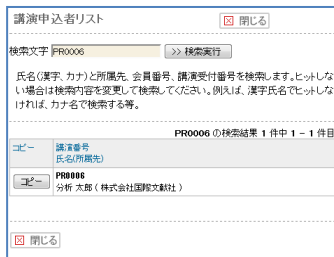 講演申込者リスト
閉じる
検索文字 PR0006 >> 検索実行
氏名(漢字、カナ)と所属先、会員番号、講演受付番号を検索します。ヒットしな
い場合は検索内容を変更して検索してください。例えば、漢字氏名でヒットしな
ければ、カナ名で検索する等。
PR0006 の検索結果 1 件中 1 - 1 件目
コピー 講演番号
氏名(所属先)
コピー PR0006
分析 太郎 ( 株式会社国際文献社 )
閉じる